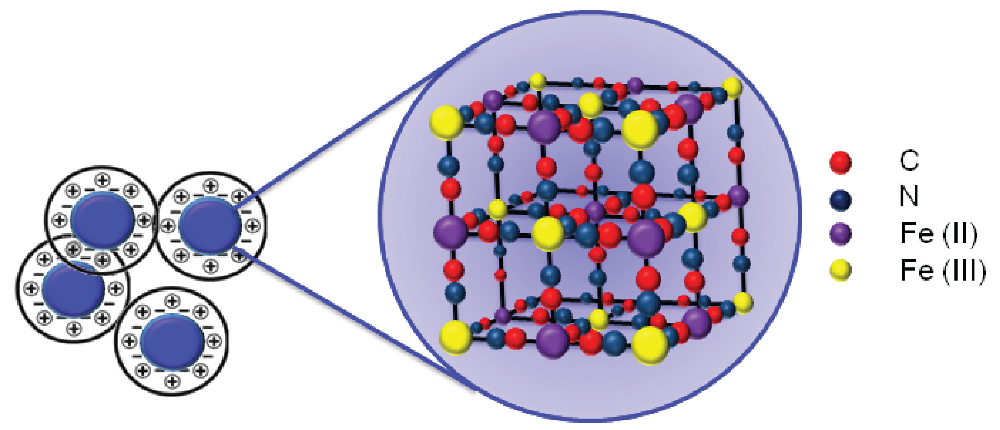 C
N
Fe (II)
Fe (III)